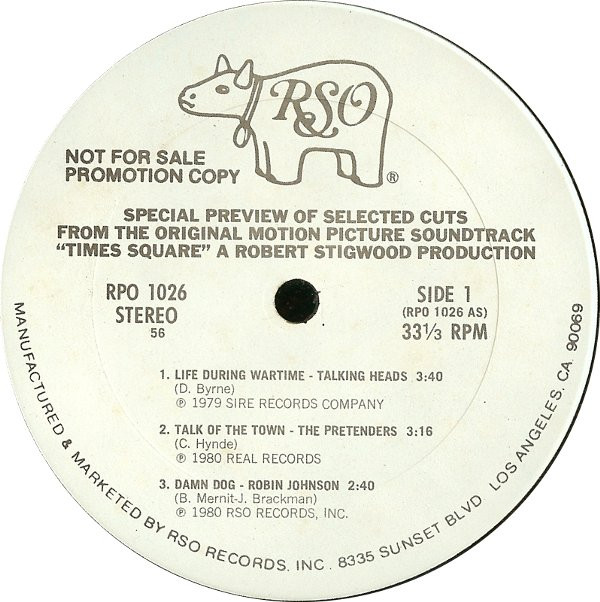 RSO
®
NOT FOR SALE
PROMOTION COPY
SPECIAL PREVIEW OF SELECTED CUTS
FROM THE ORIGINAL MOTION PICTURE SOUNDTRACK
“TIMES SQUARE” A ROBERT STIGWOOD PRODUCTION
RPO 1026
STEREO
56
SIDE 1
(RPO 1026 AS)
33⅓ RPM
1. LIFE DURING WARTIME - TALKING HEADS 3:40
(D. Byrne)
℗ 1979 SIRE RECORDS COMPANY
2. TALK OF THE TOWN - THE PRETENDERS 3:16
(C. Hynde)
℗ 1980 REAL RECORDS
3. DAMN DOG - ROBIN JOHNSON 2:40
(B. Mernit-J. Brackman)
℗ 1980 RSO RECORDS, INC.
MANUFACTURED & MARKETED BY RSO RECORDS, INC. 8335 SUNSET BLVD LOS ANGELES, CA. 90069